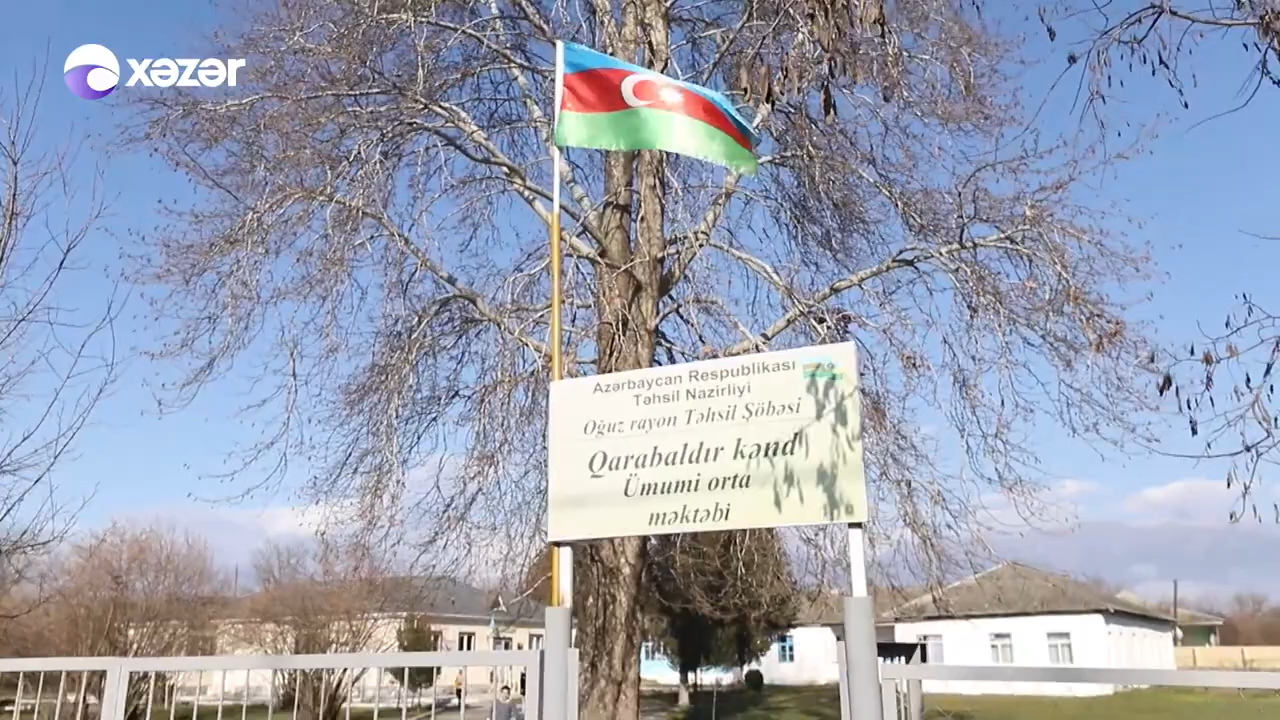 xəzər
Azərbaycan Respublikası
Təhsil Nazirliyi
Oğuz rayon Təhsil Şöbəsi
Qarabaldır kənd
Ümumi orta
məktəbi